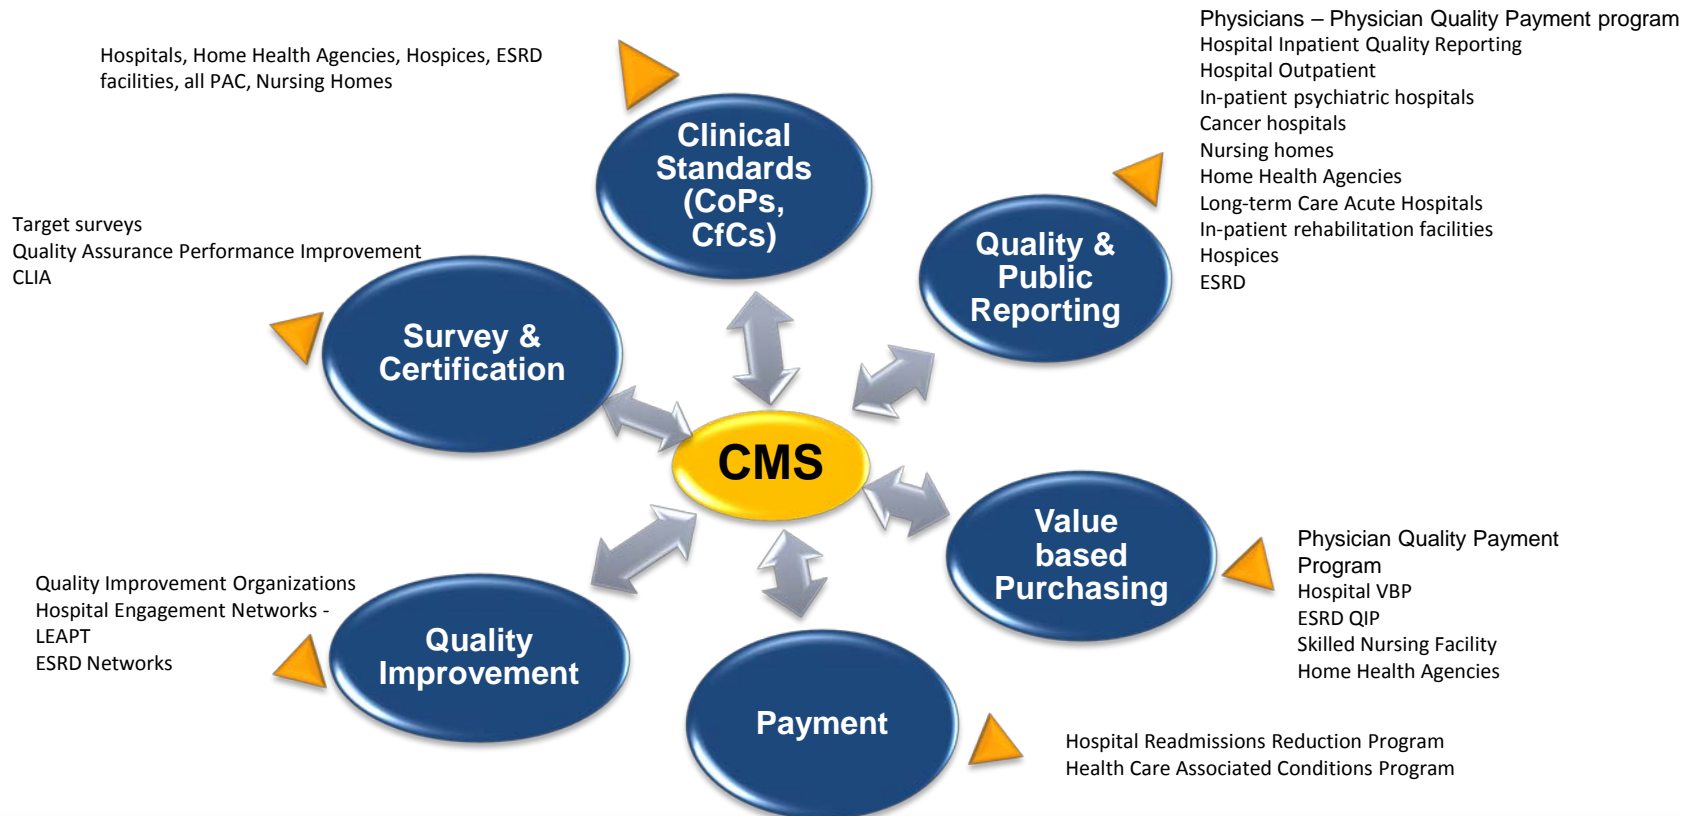 Physicians – Physician Quality Payment program
Hospital Inpatient Quality Reporting
Hospital Outpatient
In-patient psychiatric hospitals
Cancer hospitals
Nursing homes
Home Health Agencies
Long-term Care Acute Hospitals
In-patient rehabilitation facilities
Hospices
ESRD
Hospitals, Home Health Agencies, Hospices, ESRD
facilities, all PAC, Nursing Homes
Clinical
Standards
(CoPs,
CfCs)
Quality &
Public
Reporting
Target surveys
Quality Assurance Performance Improvement
CLIA
Survey &
Certification
CMS
Value
based
Purchasing
Physician Quality Payment
Program
Hospital VBP
ESRD QIP
Skilled Nursing Facility
Home Health Agencies
Quality Improvement Organizations
Hospital Engagement Networks -
LEAPT
ESRD Networks
Quality
Improvement
Payment
Hospital Readmissions Reduction Program
Health Care Associated Conditions Program